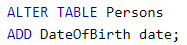 ALTER TABLE Persons
ADD DateOfBirth date;